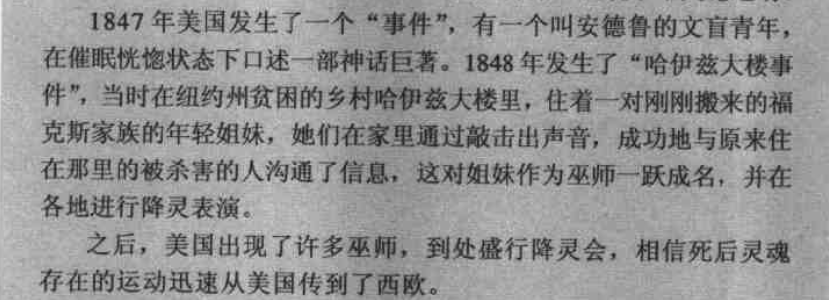 1847年美国发生了一个“事件”，有一个叫安德鲁的文盲青年，
在催眠恍惚状态下口述一部神话巨著。1848年发生了“哈伊兹大楼事
件”，当时在纽约州贫困的乡村哈伊兹大楼里，住着一对刚刚搬来的福
克斯家族的年轻姐妹，她们在家里通过敲击出声音，成功地与原来住
在那里的被杀害的人沟通了信息，这对姐妹作为巫师一跃成名，并在
各地进行降灵表演。
之后，美国出现了许多巫师，到处盛行降灵会，相信死后灵魂
存在的运动迅速从美国传到了西欧。